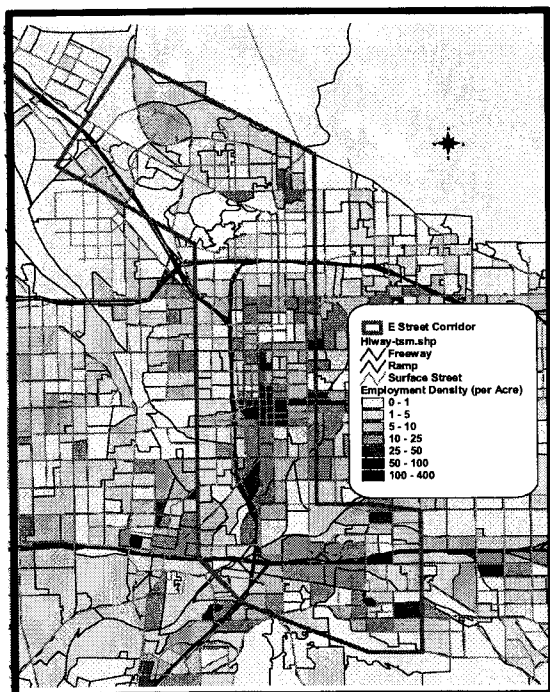 E Street Corridor
Hiway-tsm.shp
Freeway
Ramp
Surface Street
Employment Density (per Acre)
0 - 1
1 - 5
5 - 10
10 - 25
25 - 50
50 - 100
100 - 400